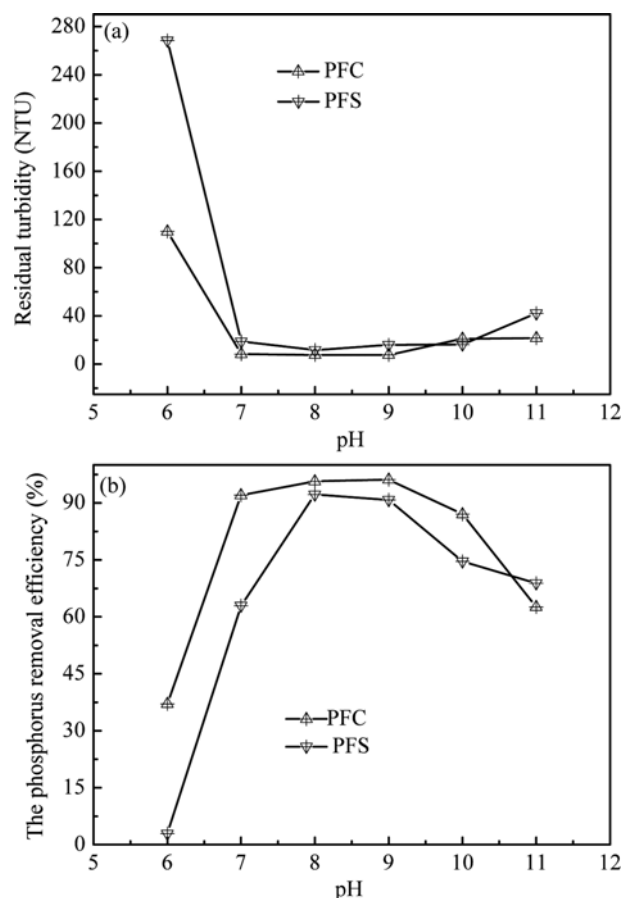 (a)
PFC
PFS
Residual turbidity (NTU)
280
240
200
160
120
80
40
0
5 6 7 8 9 10 11 12
pH
(b)
PFC
PFS
The phosphorus removal efficiency (%)
90
75
60
45
30
15
0
5 6 7 8 9 10 11 12
pH